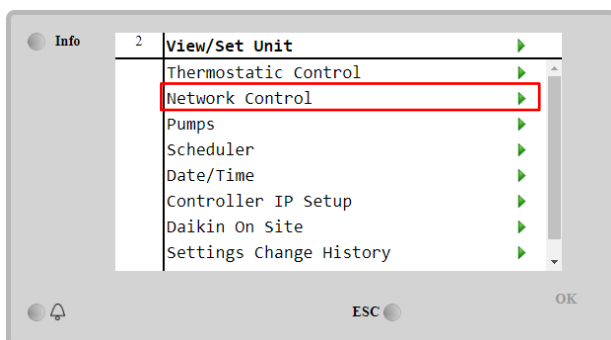 Info
2 View/Set Unit
Thermostatic Control
Network Control
Pumps
Scheduler
Date/Time
Controller IP Setup
Daikin On Site
Settings Change History
ESC
OK